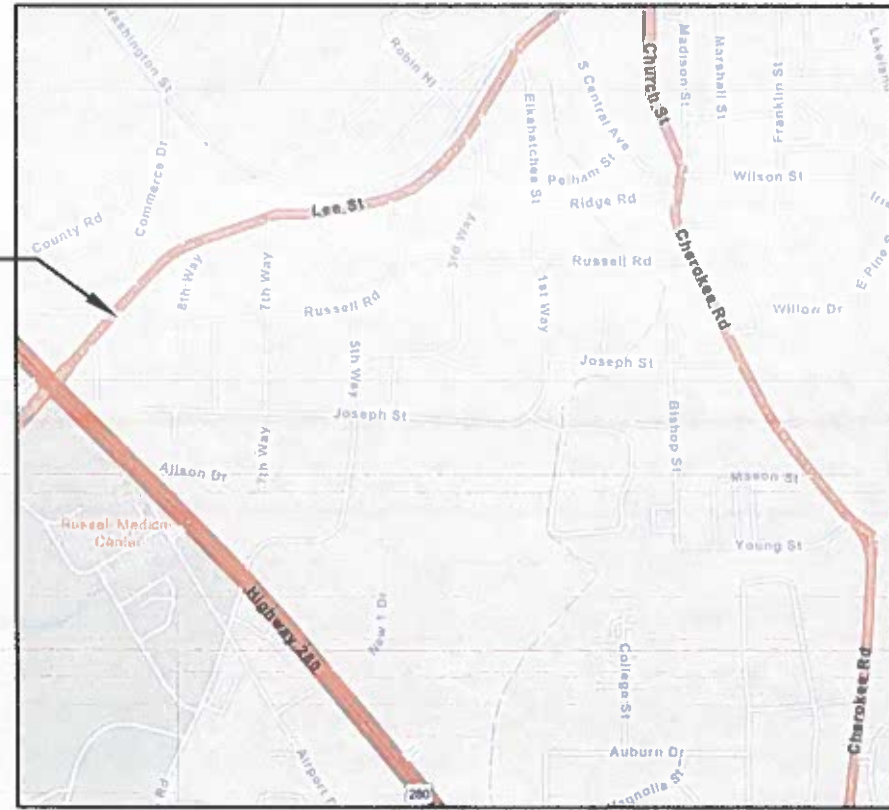 Washington St
Robin Hl
Church St
Madison St
Marshall St
Franklin St
Lakeland
S Central Ave
Elkahatchee St
Commerce Dr
Pelham St
Wilson St
Lee St
Ridge Rd
County Rd
3rd Way
Cherokee Rd
8th Way
7th Way
Russell Rd
E Pine S
Russell Rd
1st Way
Willow Dr
5th Way
Joseph St
Joseph St
Bishop St
7th Way
Allison Dr
Mason St
Russel Medical
Center
Young St
Highway 280
New 1 Dr
College St
Cherokee Rd
Auburn Dr
Airport
Rd
Magnolia St
280